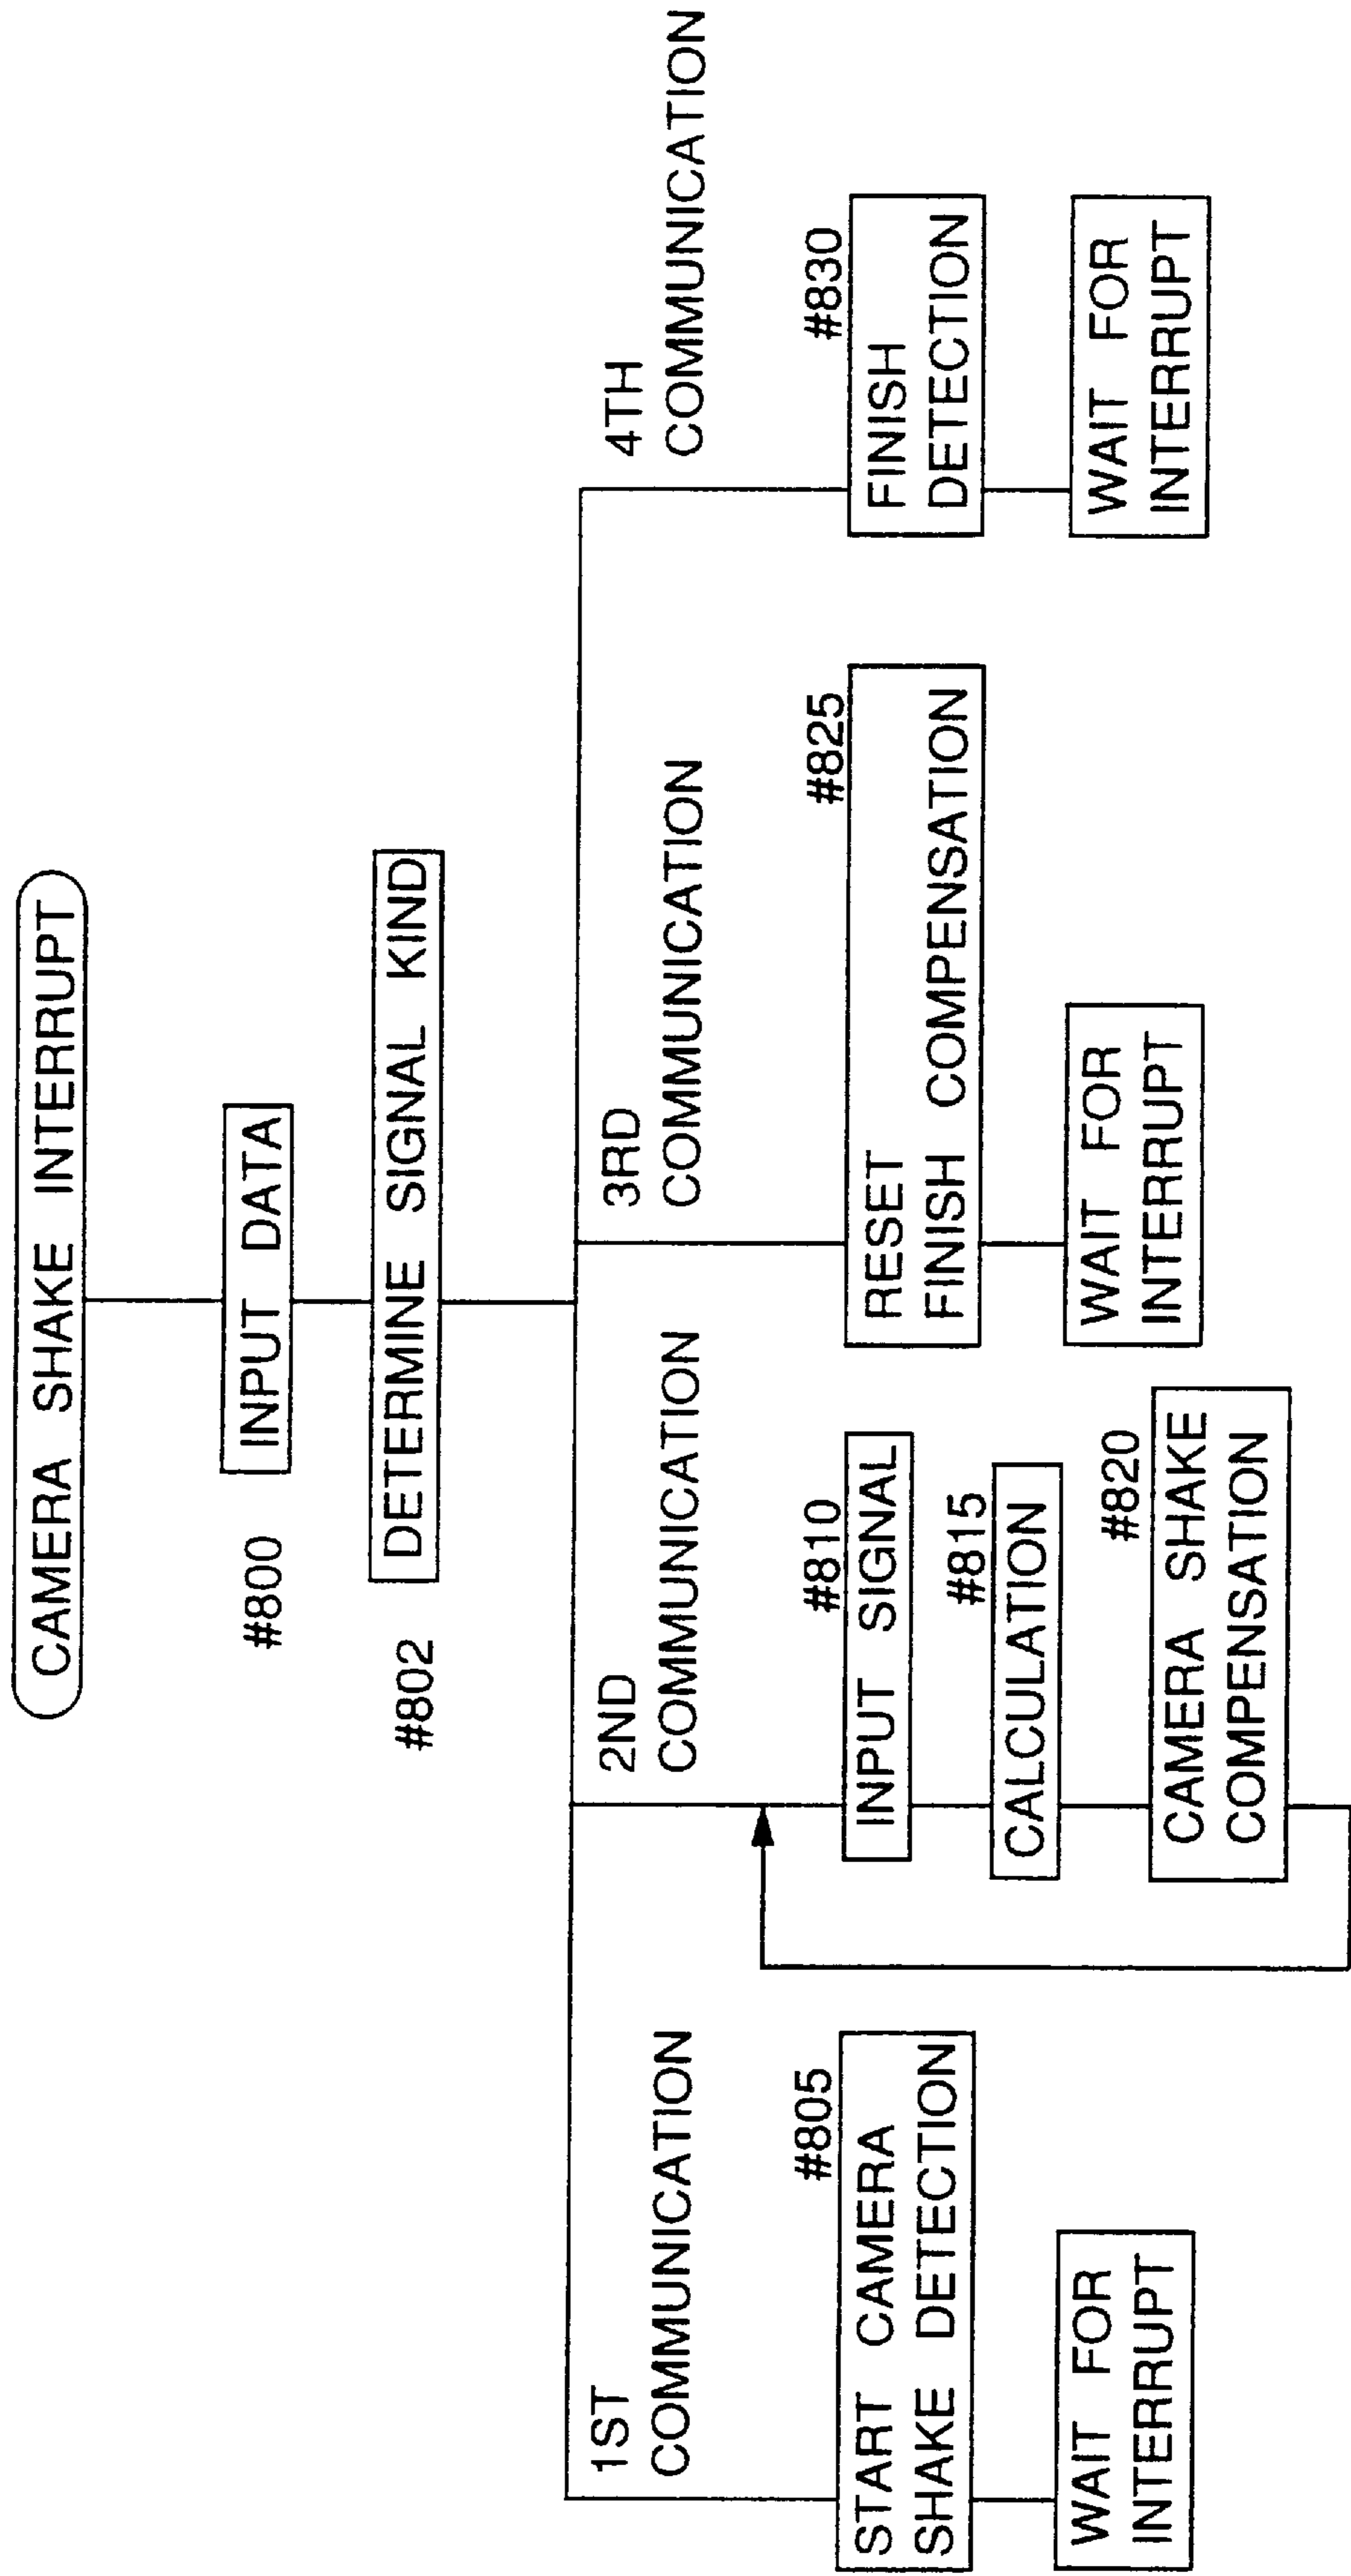 CAMERA SHAKE INTERRUPT
#800
INPUT DATA
#802
DETERMINE SIGNAL KIND
1ST
COMMUNICATION
#805
START CAMERA
SHAKE DETECTION
WAIT FOR
INTERRUPT
2ND
COMMUNICATION
#810
INPUT SIGNAL
#815
CALCULATION
#820
CAMERA SHAKE
COMPENSATION
3RD
COMMUNICATION
#825
RESET
FINISH COMPENSATION
WAIT FOR
INTERRUPT
4TH
COMMUNICATION
#830
FINISH
DETECTION
WAIT FOR
INTERRUPT